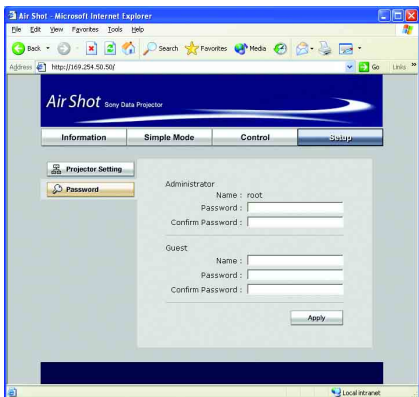 Air Shot - Microsoft Internet Explorer
File Edit View Favorites Tools Help
Back Search Favorites Media
Address http://169.254.50.50/ Go Links »
Air Shot Sony Data Projector
Information Simple Mode Control Setup
Projector Setting
Password
Administrator
Name : root
Password :
Confirm Password :
Guest
Name :
Password :
Confirm Password :
Apply
Local intranet